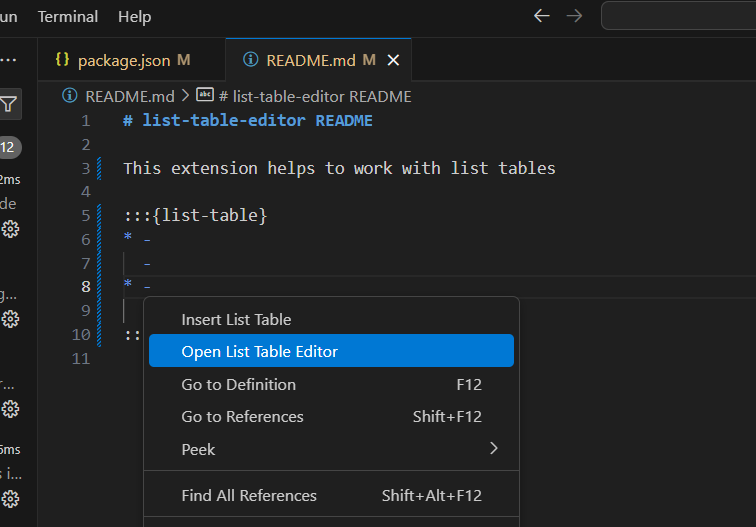 un Terminal Help
package.json M README.md M
README.md > # list-table-editor README
1 # list-table-editor README
2
12
3 This extension helps to work with list tables
2ms
4
de
5 :::{list-table}
6 * -
7 -
8 * -
g...
9
10 ::
11
Insert List Table
Open List Table Editor
Go to Definition F12
r...
Go to References Shift+F12
Peek >
5ms
s i...
Find All References Shift+Alt+F12